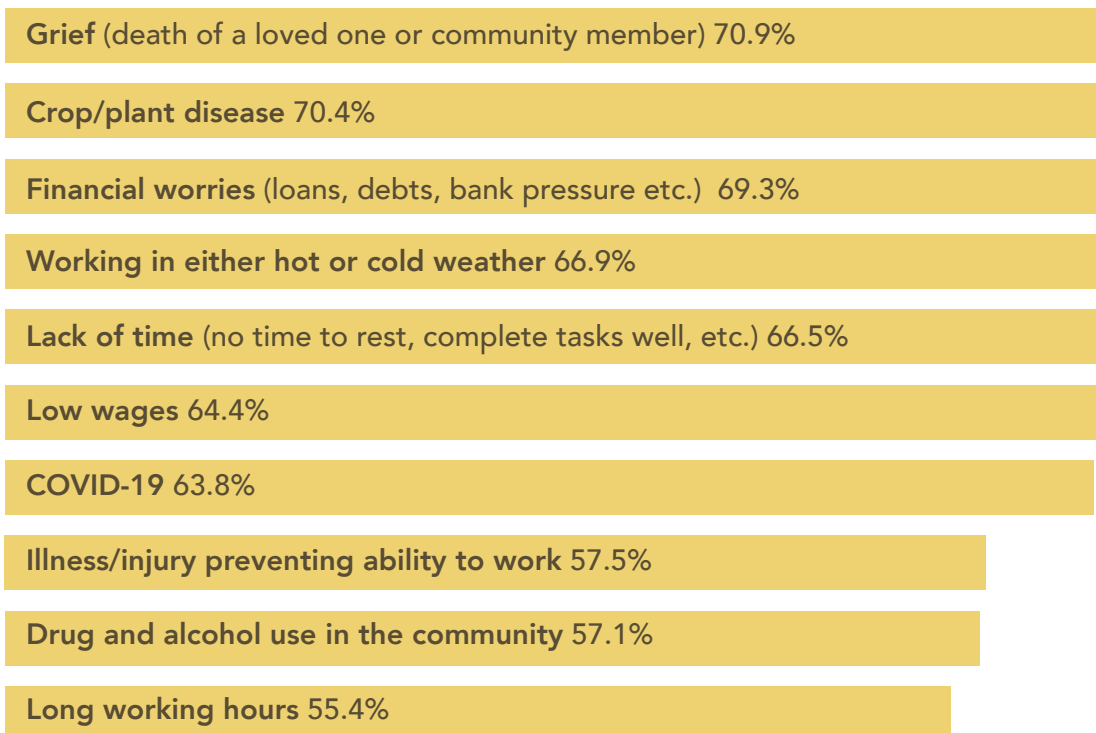 Grief (death of a loved one or community member) 70.9%
Crop/plant disease 70.4%
Financial worries (loans, debts, bank pressure etc.)  69.3%
Working in either hot or cold weather 66.9%
Lack of time (no time to rest, complete tasks well, etc.) 66.5%
Low wages 64.4%
COVID-19 63.8%
Illness/injury preventing ability to work 57.5%
Drug and alcohol use in the community 57.1%
Long working hours 55.4%